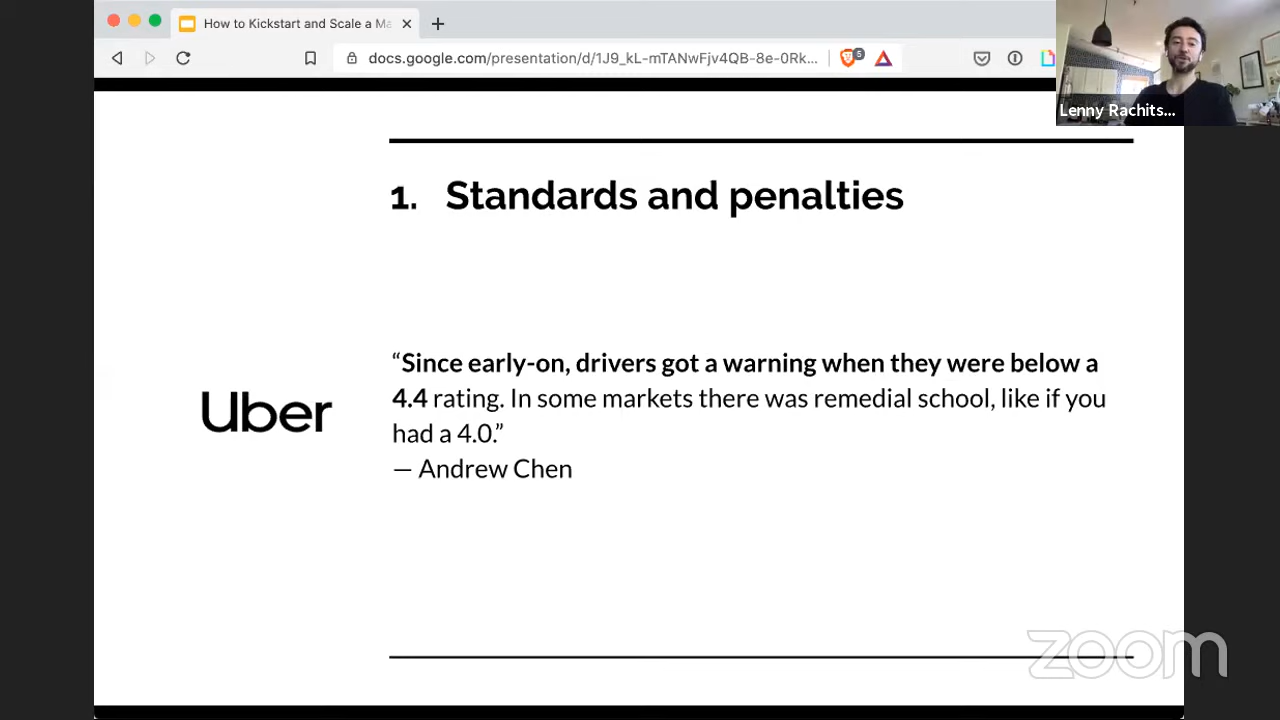 How to Kickstart and Scale a Ma
docs.google.com/presentation/d/1J9_kL-mTANwFjv4QB-8e-0Rk...
5
Lenny Rachits...
1. Standards and penalties
Uber
“Since early-on, drivers got a warning when they were below a
4.4 rating. In some markets there was remedial school, like if you
had a 4.0.”
— Andrew Chen
zoom